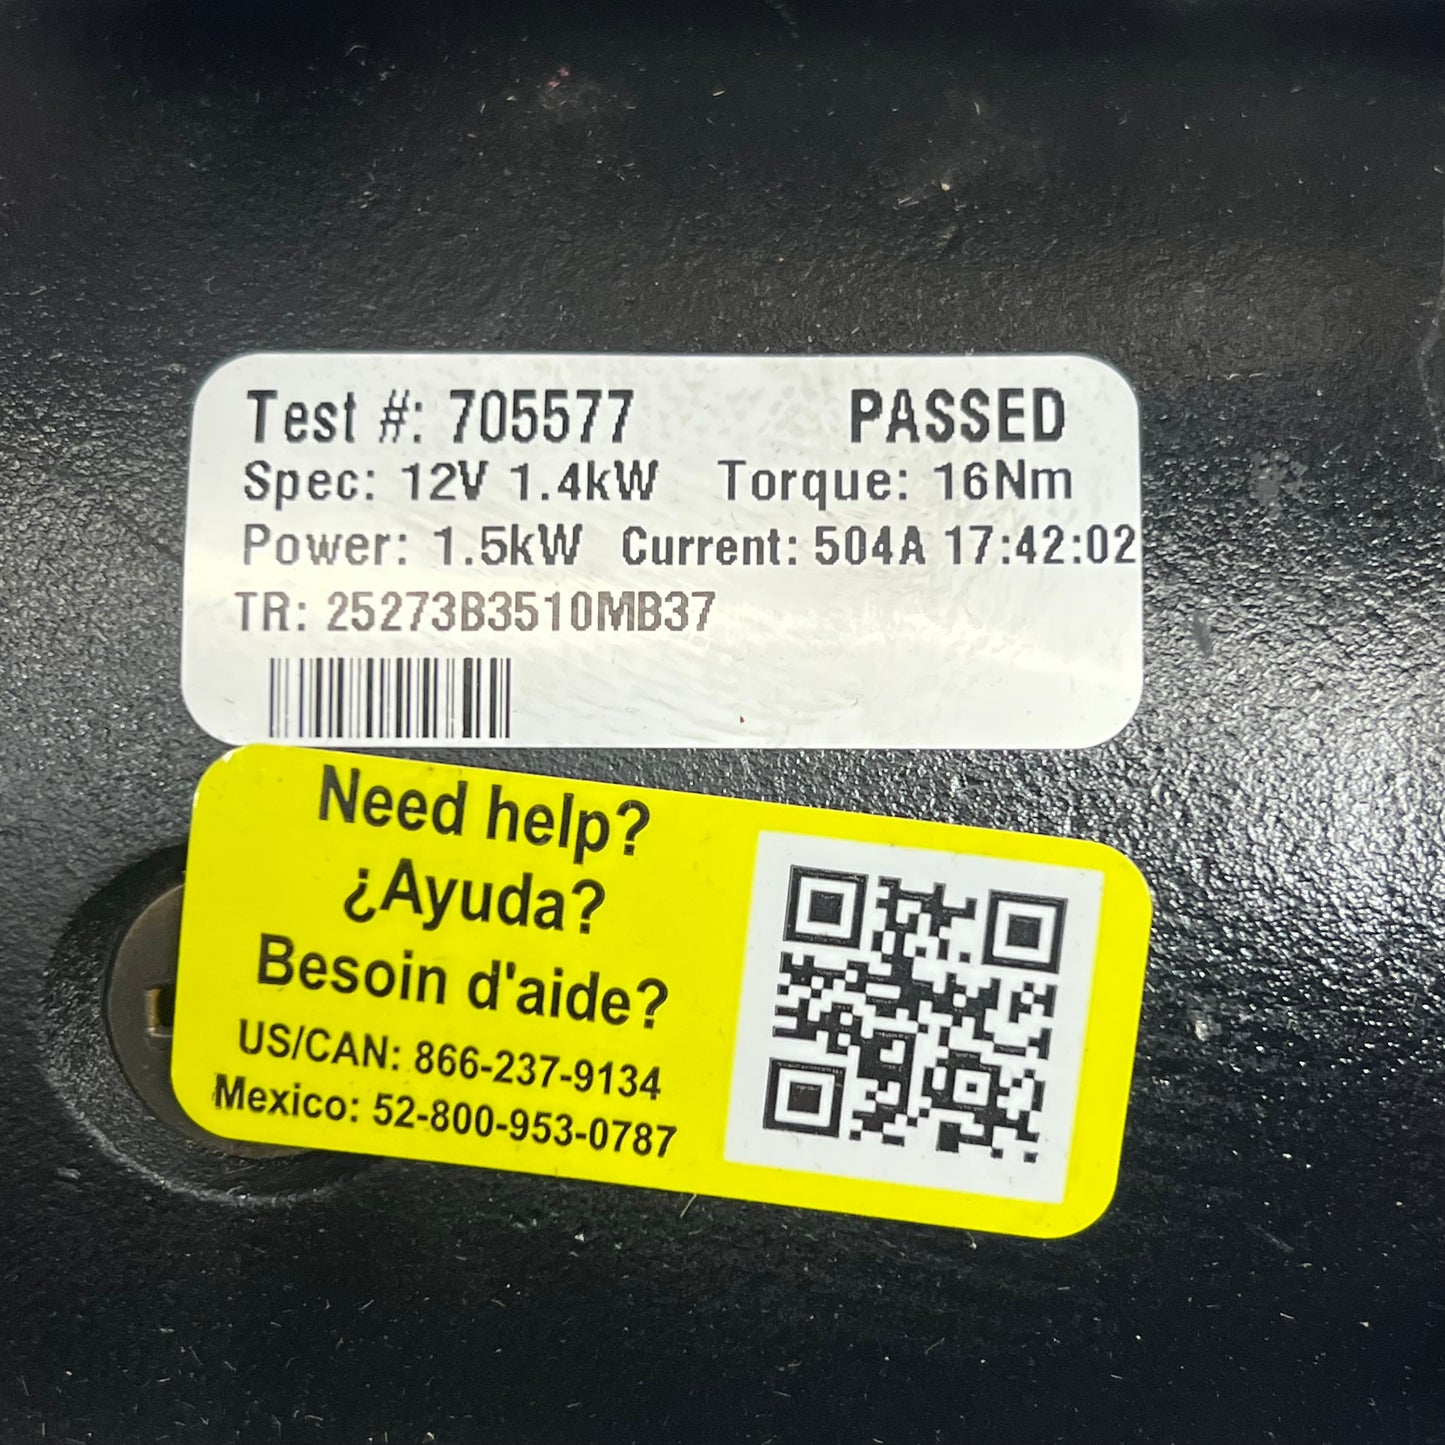 Test #: 705577 PASSED
Spec: 12V 1.4kW Torque: 16Nm
Power: 1.5kW Current: 504A 17:42:02
TR: 25273B3510MB37
Need help?
¿Ayuda?
Besoin d'aide?
US/CAN: 866-237-9134
Mexico: 52-800-953-0787